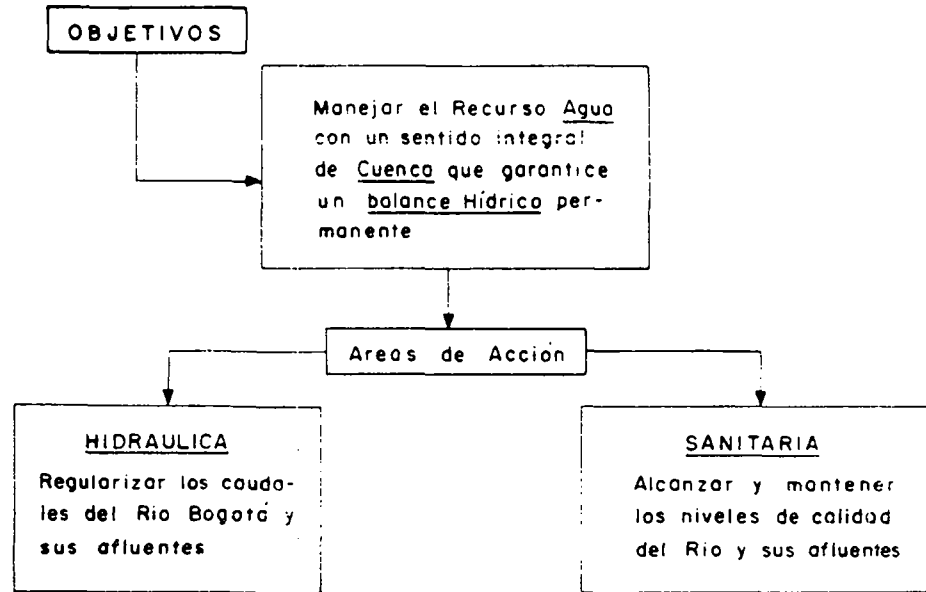 OBJETIVOS
Manejar el Recurso Agua
con un sentido integral
de Cuenca que garantice
un balance Hídrico per-
manente
Areas de Acción
HIDRAULICA
Regularizar los cauda-
les del Rio Bogotá y
sus afluentes
SANITARIA
Alcanzar y mantener
los niveles de calidad
del Rio y sus afluentes